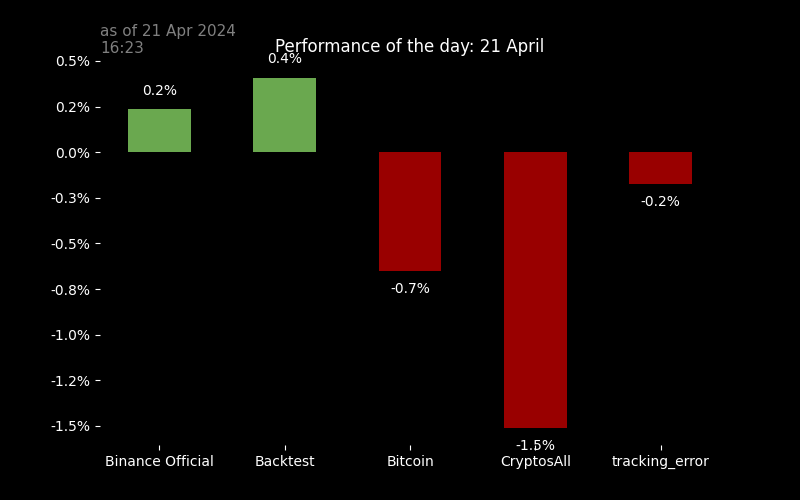 as of 21 Apr 2024
16:23
Performance of the day: 21 April
0.5%
0.2%
0.0%
-0.3%
-0.5%
-0.8%
-1.0%
-1.2%
-1.5%
0.2%
0.4%
-0.7%
-1.5%
-0.2%
Binance Official
Backtest
Bitcoin
CryptosAll
tracking_error